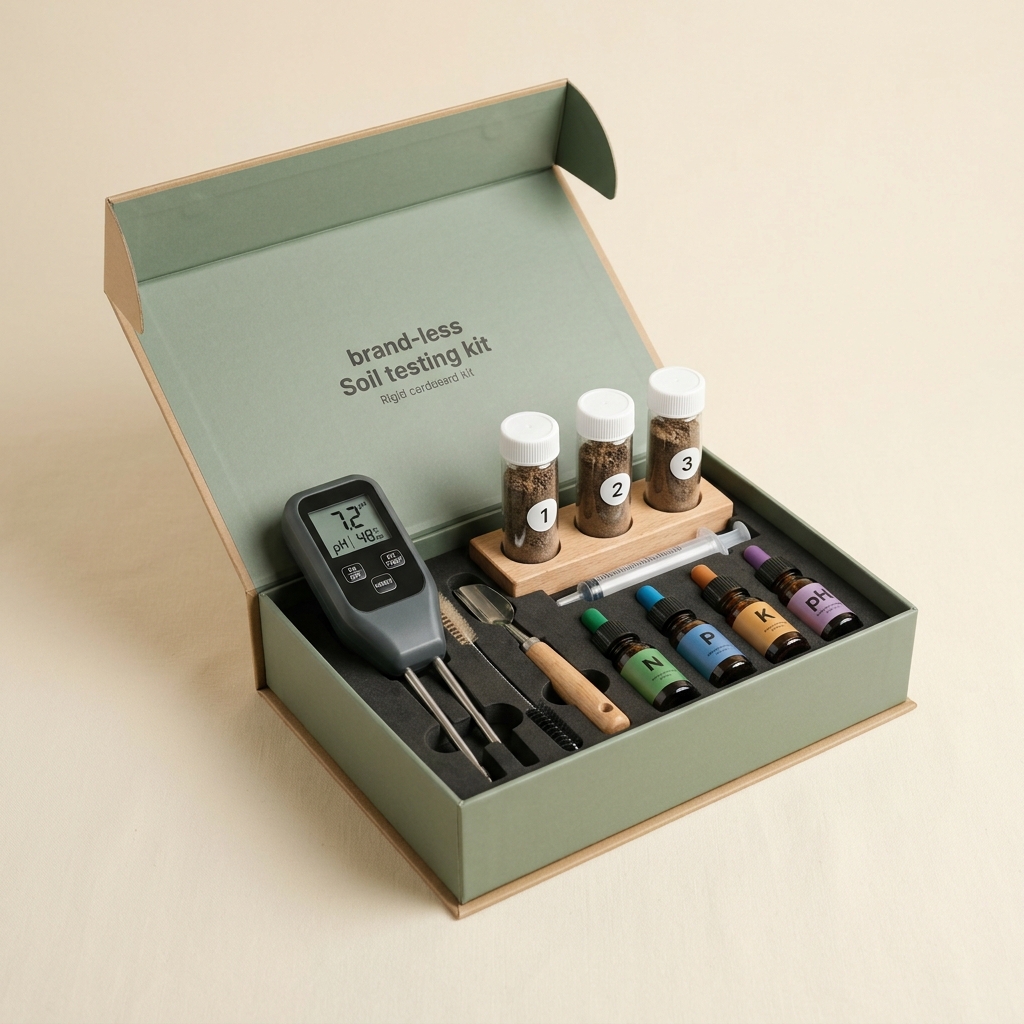 brand-less
Soil testing kit
Rigid cardboard kit
7.2
pH
48
1
2
3
N
P
K
pH